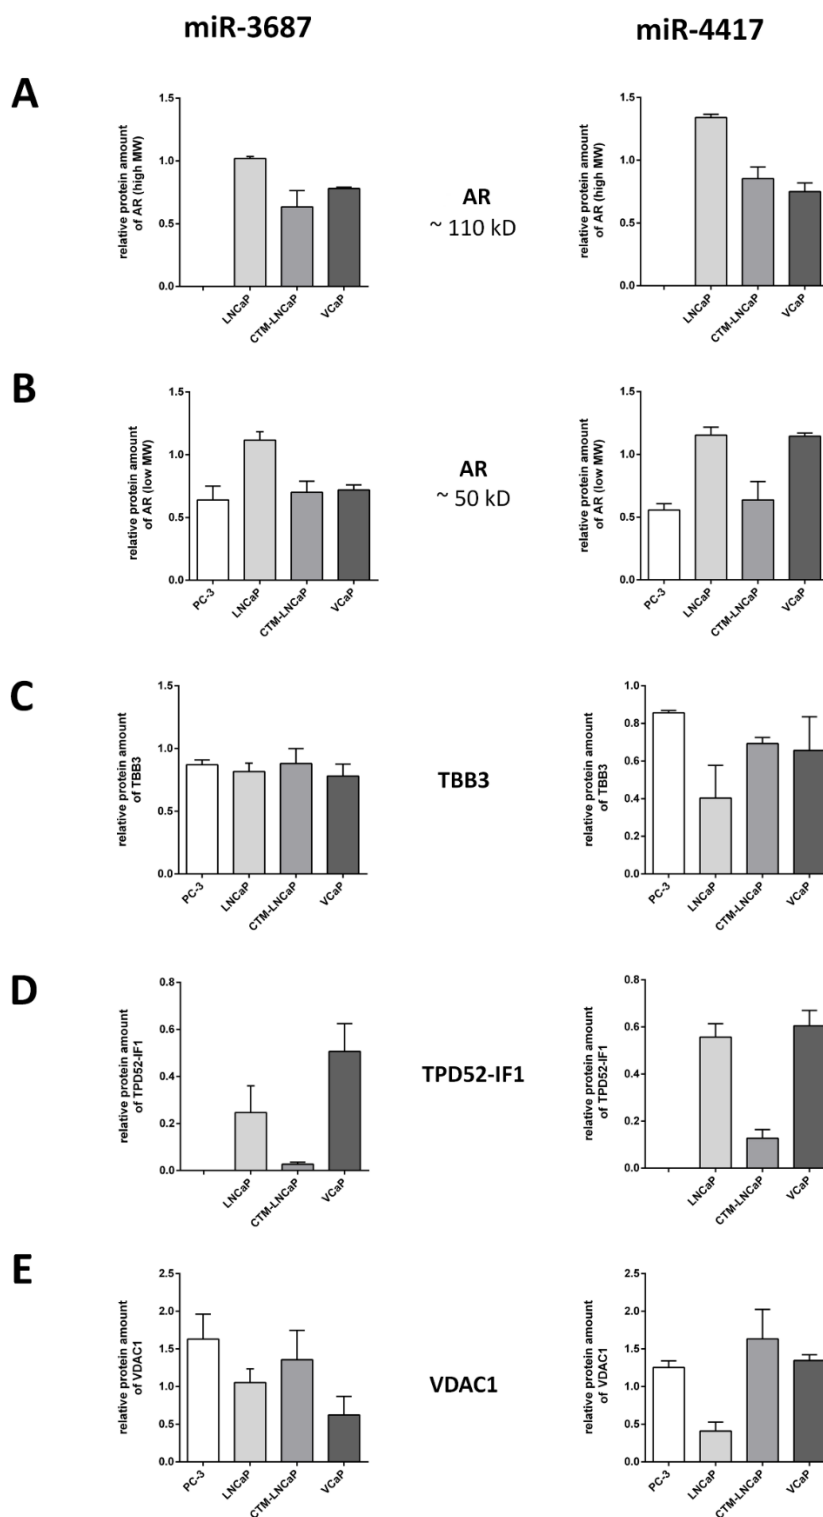 miR-3687
miR-4417
A
relative protein amount
of AR (high MW)
1.5
1.0
0.5
0.0
LNCaP
CTM-LNCaP
VCaP
AR
~ 110 kD
relative protein amount
of AR (high MW)
1.5
1.0
0.5
0.0
LNCaP
CTM-LNCaP
VCaP
B
relative protein amount
of AR (low MW)
1.5
1.0
0.5
0.0
PC-3
LNCaP
CTM-LNCaP
VCaP
AR
~ 50 kD
relative protein amount
of AR (low MW)
1.5
1.0
0.5
0.0
PC-3
LNCaP
CTM-LNCaP
VCaP
C
relative protein amount
of TBB3
1.5
1.0
0.5
0.0
PC-3
LNCaP
CTM-LNCaP
VCaP
TBB3
relative protein amount
of TBB3
1.0
0.8
0.6
0.4
0.2
0.0
PC-3
LNCaP
CTM-LNCaP
VCaP
D
relative protein amount
of TPD52-IF1
0.8
0.6
0.4
0.2
0.0
LNCaP
CTM-LNCaP
VCaP
TPD52-IF1
relative protein amount
of TPD52-IF1
0.8
0.6
0.4
0.2
0.0
LNCaP
CTM-LNCaP
VCaP
E
relative protein amount
of VDAC1
2.5
2.0
1.5
1.0
0.5
0.0
PC-3
LNCaP
CTM-LNCaP
VCaP
VDAC1
relative protein amount
of VDAC1
2.5
2.0
1.5
1.0
0.5
0.0
PC-3
LNCaP
CTM-LNCaP
VCaP